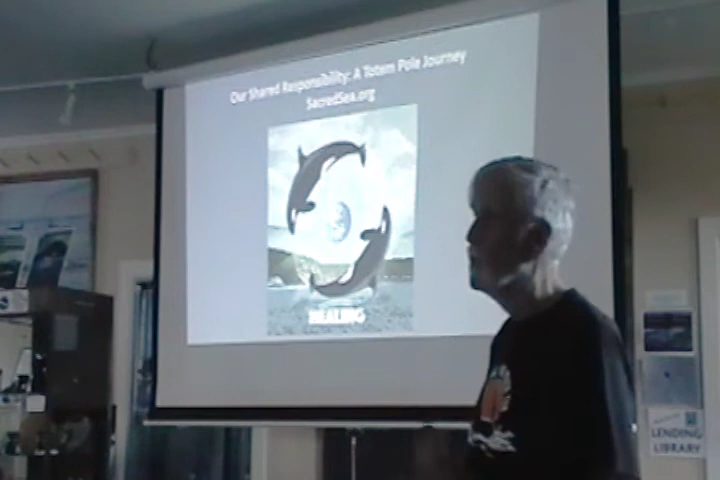 Our Shared Responsibility: A Totem Pole Journey
SacredSea.org
HEALING
LENDING
LIBRARY